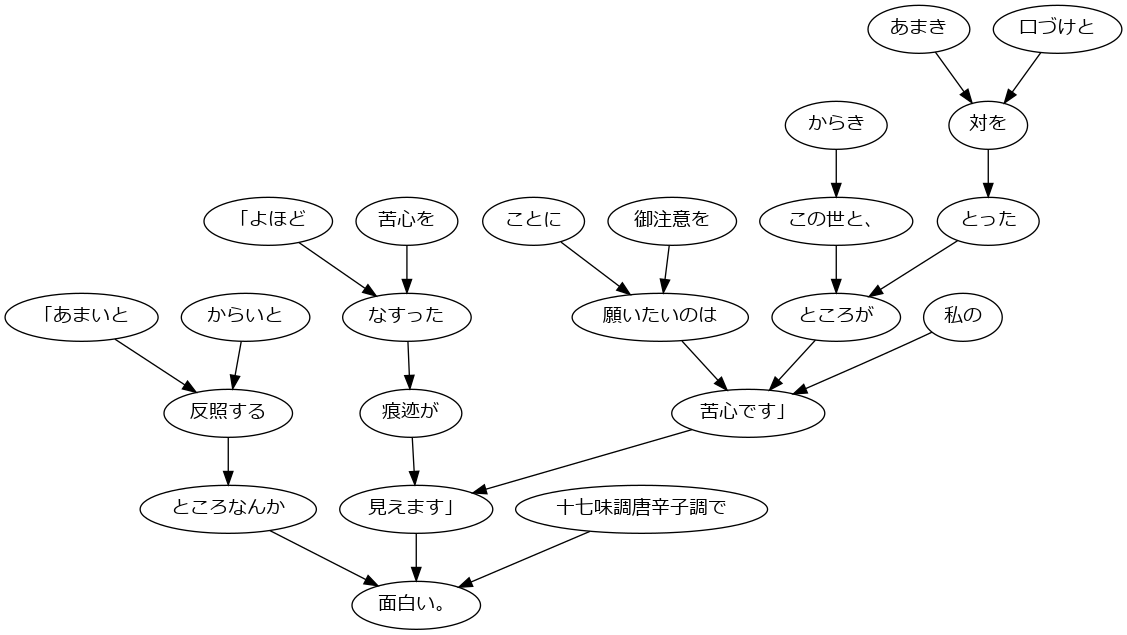 あまき
口づけと
からき
対を
「よほど
苦心を
ことに
御注意を
この世と、
とった
「あまいと
からいと
なすった
願いたいのは
ところが
私の
反照する
痕迹が
苦心です」
ところなんか
見えます」
十七味調唐辛子調で
面白い。